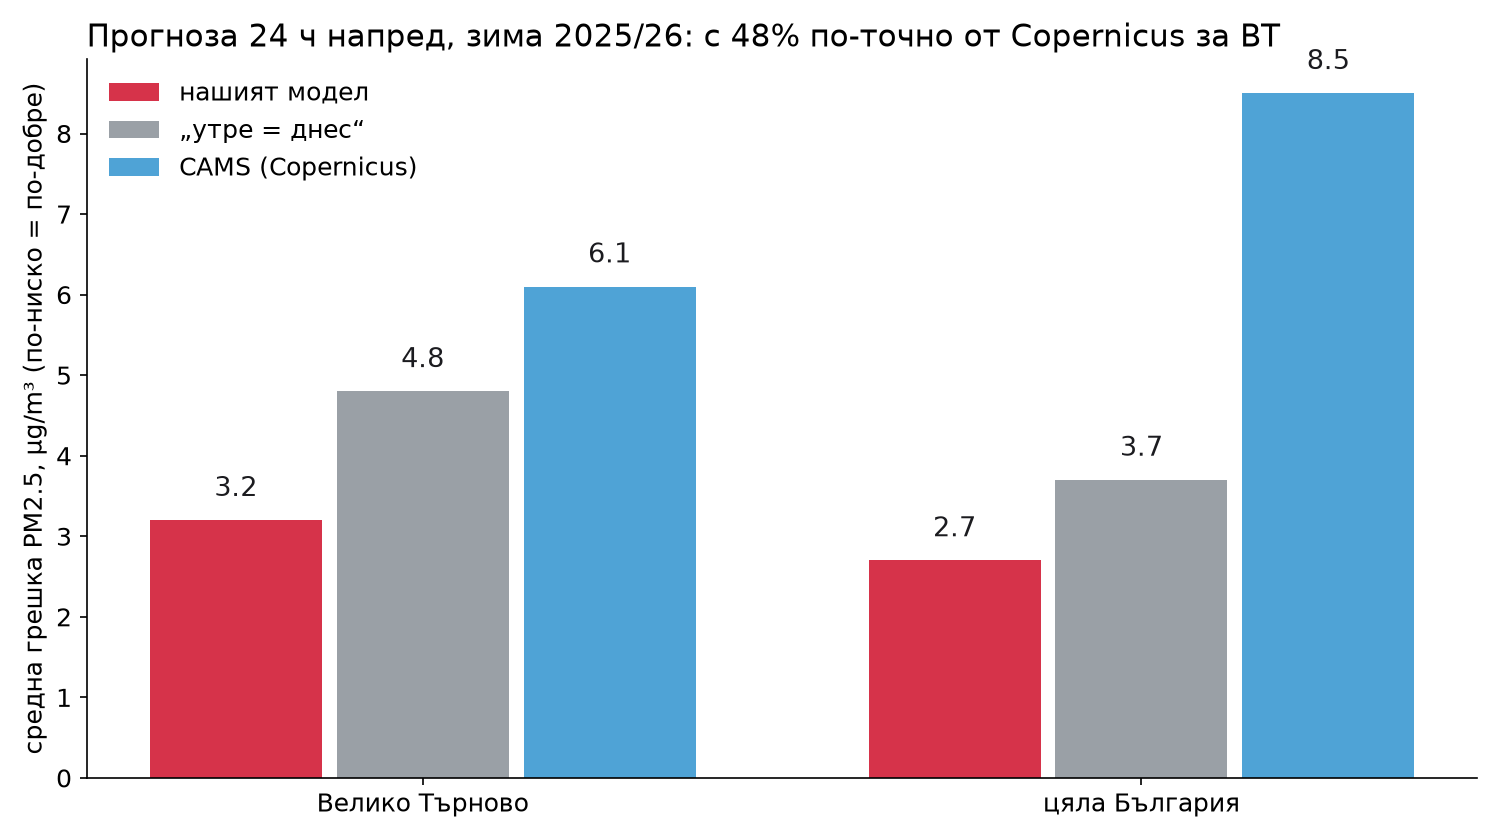 Прогноза 24 ч напред, зима 2025/26: с 48% по-точно от Copernicus за ВТ
средна грешка PM2.5, µg/m³ (по-ниско = по-добре)
8
7
6
5
4
3
2
1
0
нашият модел
„утре = днес“
CAMS (Copernicus)
3.2
4.8
6.1
2.7
3.7
8.5
Велико Търново
цяла България